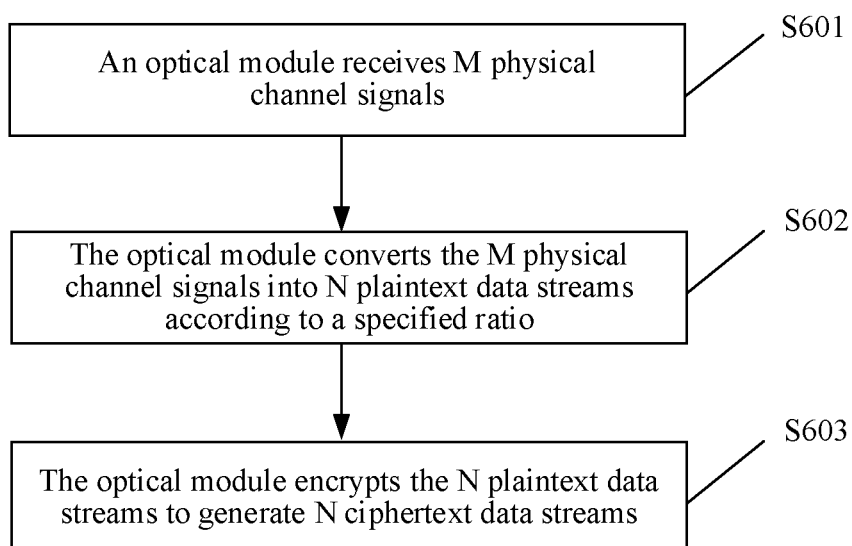 S601
An optical module receives M physical
channel signals
S602
The optical module converts the M physical
channel signals into N plaintext data streams
according to a specified ratio
S603
The optical module encrypts the N plaintext data
streams to generate N ciphertext data streams